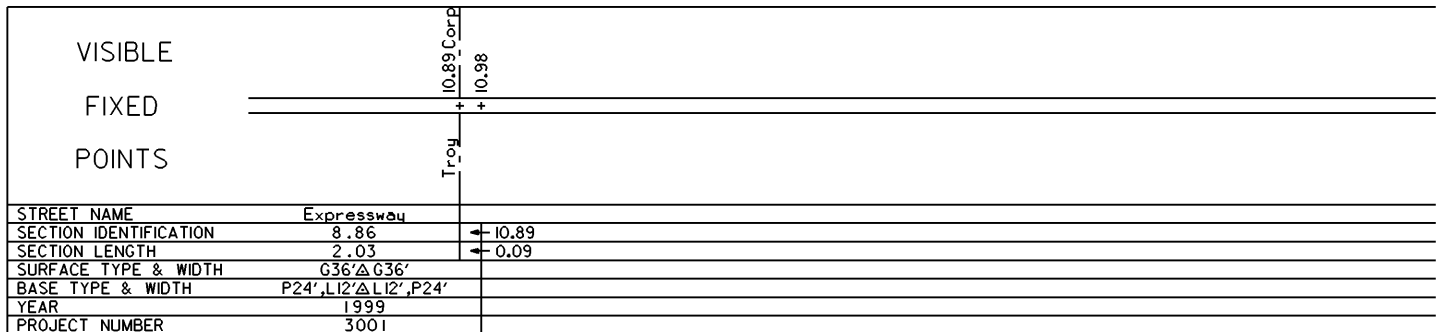 VISIBLE
FIXED
POINTS
10.89 Corp
10.98
+ +
Troy
STREET NAME Expressway
SECTION IDENTIFICATION 8.86 ← 10.89
SECTION LENGTH 2.03 ← 0.09
SURFACE TYPE & WIDTH G36'△G36'
BASE TYPE & WIDTH P24',L12'△L12',P24'
YEAR 1999
PROJECT NUMBER 3001